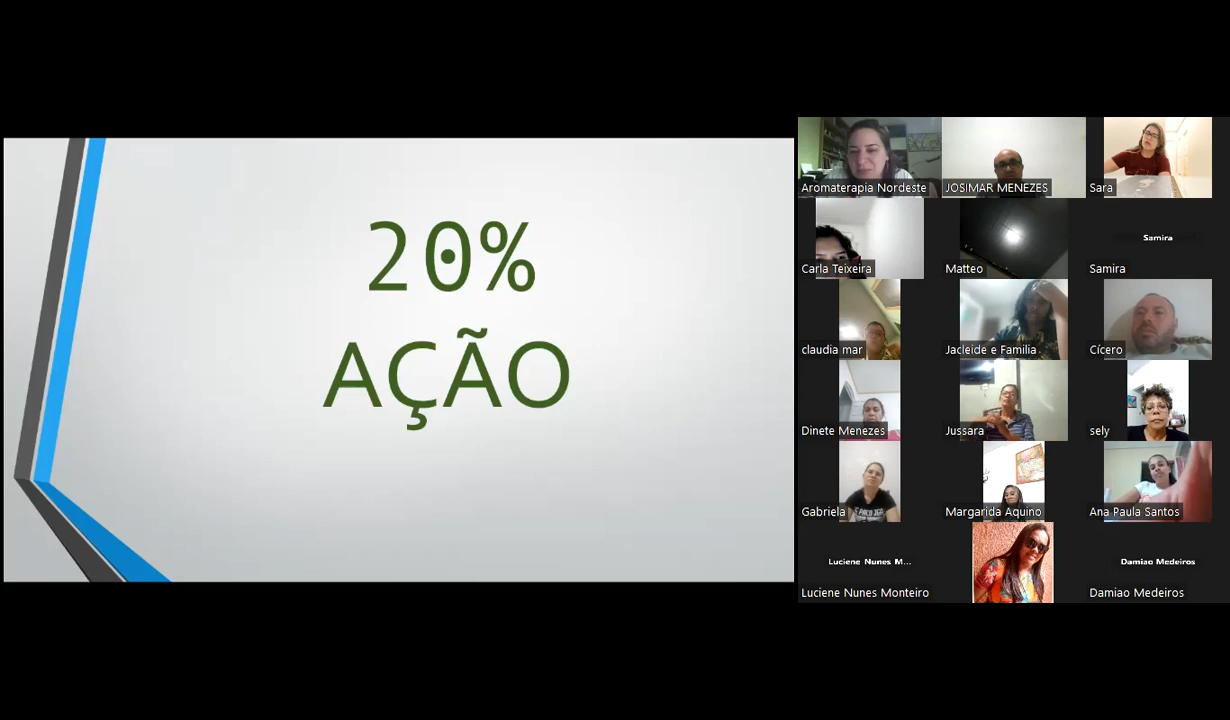 20%
AÇÃO
Aromaterapia Nordeste
JOSIMAR MENEZES
Sara
Carla Teixeira
Matteo
Samira
Samira
claudia mar
Jacleide e Familia
Cícero
Dinete Menezes
Jussara
sely
Gabriela
Margarida Aquino
Ana Paula Santos
Luciene Nunes M...
Damiao Medeiros
Luciene Nunes Monteiro
Damiao Medeiros